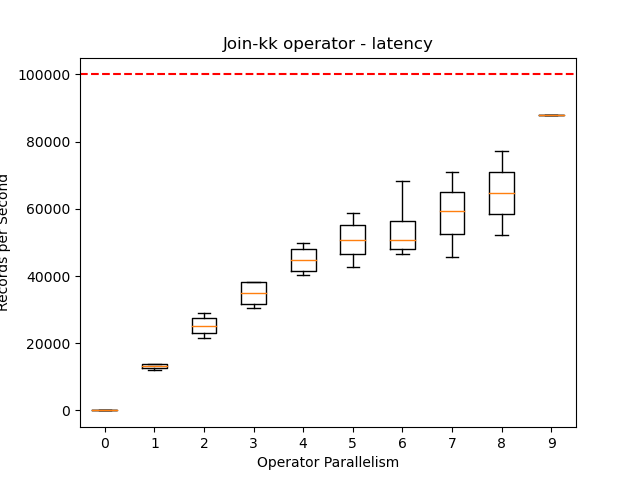 Join-kk operator - latency
100000
80000
60000
40000
20000
0
Records per Second
0 1 2 3 4 5 6 7 8 9
Operator Parallelism